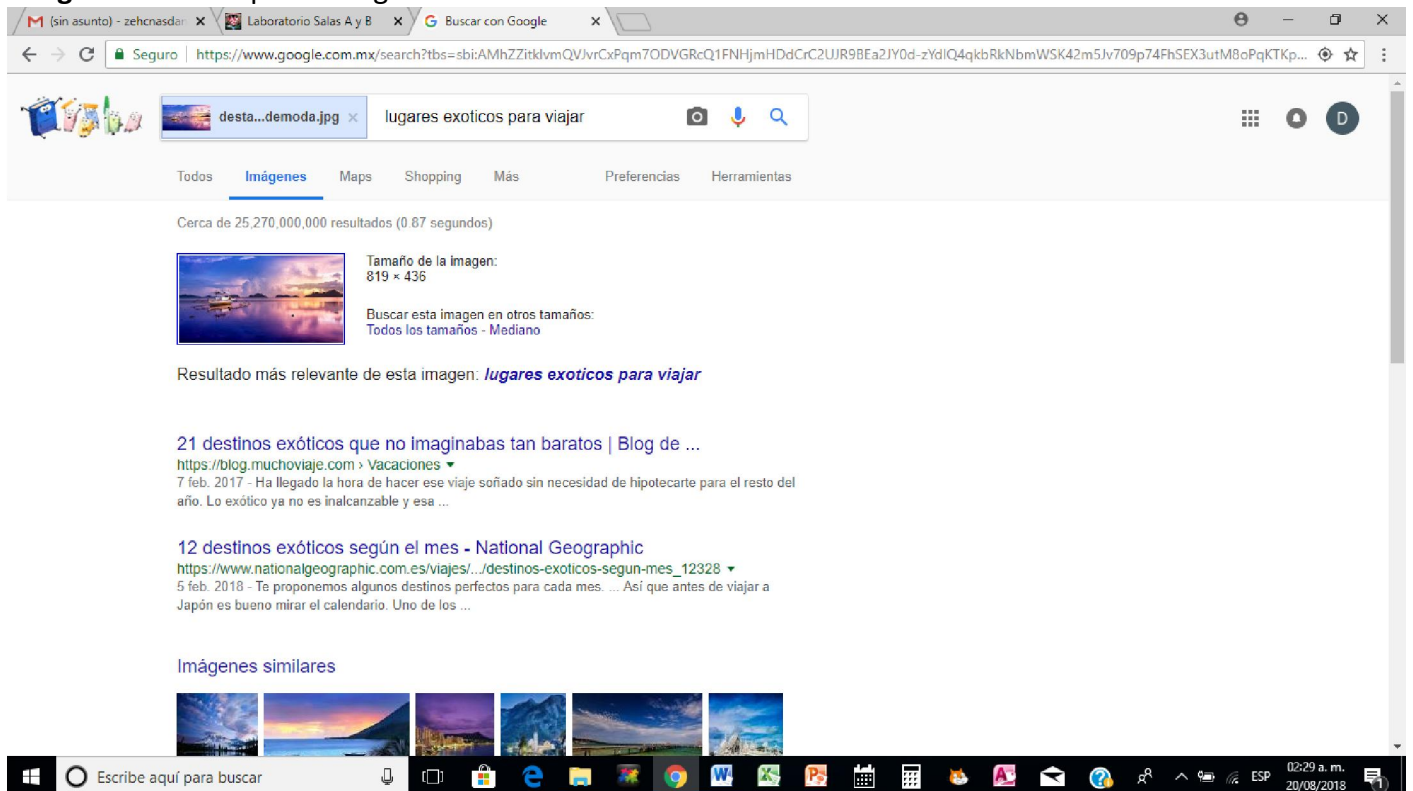 (sin asunto) - zehcnasdan
Laboratorio Salas A y B
Buscar con Google
Seguro https://www.google.com.mx/search?tbs=sbi:
desta...demoda.jpg
lugares exoticos para viajar
D
Todos Imágenes Maps Shopping Más Preferencias Herramientas
Cerca de 25,270,000,000 resultados (0.87 segundos)
Tamaño de la imagen:
819 × 436
Buscar esta imagen en otros tamaños:
Todos los tamaños - Mediano
Resultado más relevante de esta imagen: lugares exoticos para viajar
21 destinos exóticos que no imaginabas tan baratos | Blog de ...
https://blog.muchoviaje.com › Vacaciones
7 feb. 2017 - Ha llegado la hora de hacer ese viaje soñado sin necesidad de hipotecarte para el resto del
año. Lo exótico ya no es inalcanzable y esa ...
12 destinos exóticos según el mes - National Geographic
https://www.nationalgeographic.com.es/viajes/.../destinos-exoticos-segun-mes_12328
5 feb. 2018 - Te proponemos algunos destinos perfectos para cada mes. ... Así que antes de viajar a
Japón es bueno mirar el calendario. Uno de los ...
Imágenes similares
Escribe aquí para buscar
ESP
02:29 a. m.
20/08/2018